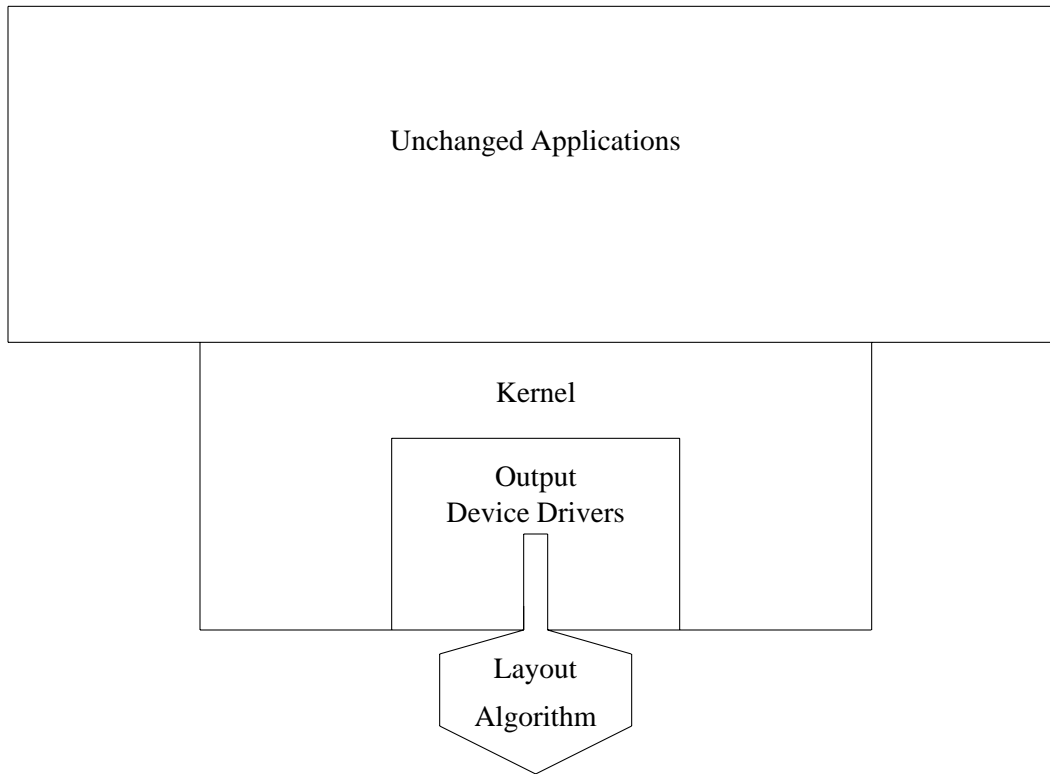 Unchanged Applications
Kernel
Output
Device Drivers
Layout
Algorithm